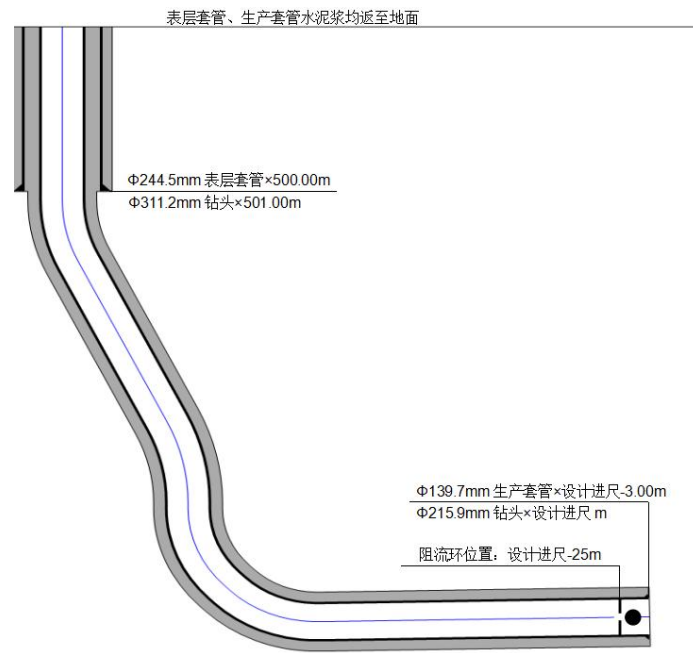 表层套管、生产套管水泥浆均返至地面
Φ244.5mm 表层套管×500.00m
Φ311.2mm 钻头×501.00m
Φ139.7mm 生产套管×设计进尺-3.00m
Φ215.9mm 钻头×设计进尺 m
阻流环位置：设计进尺-25m